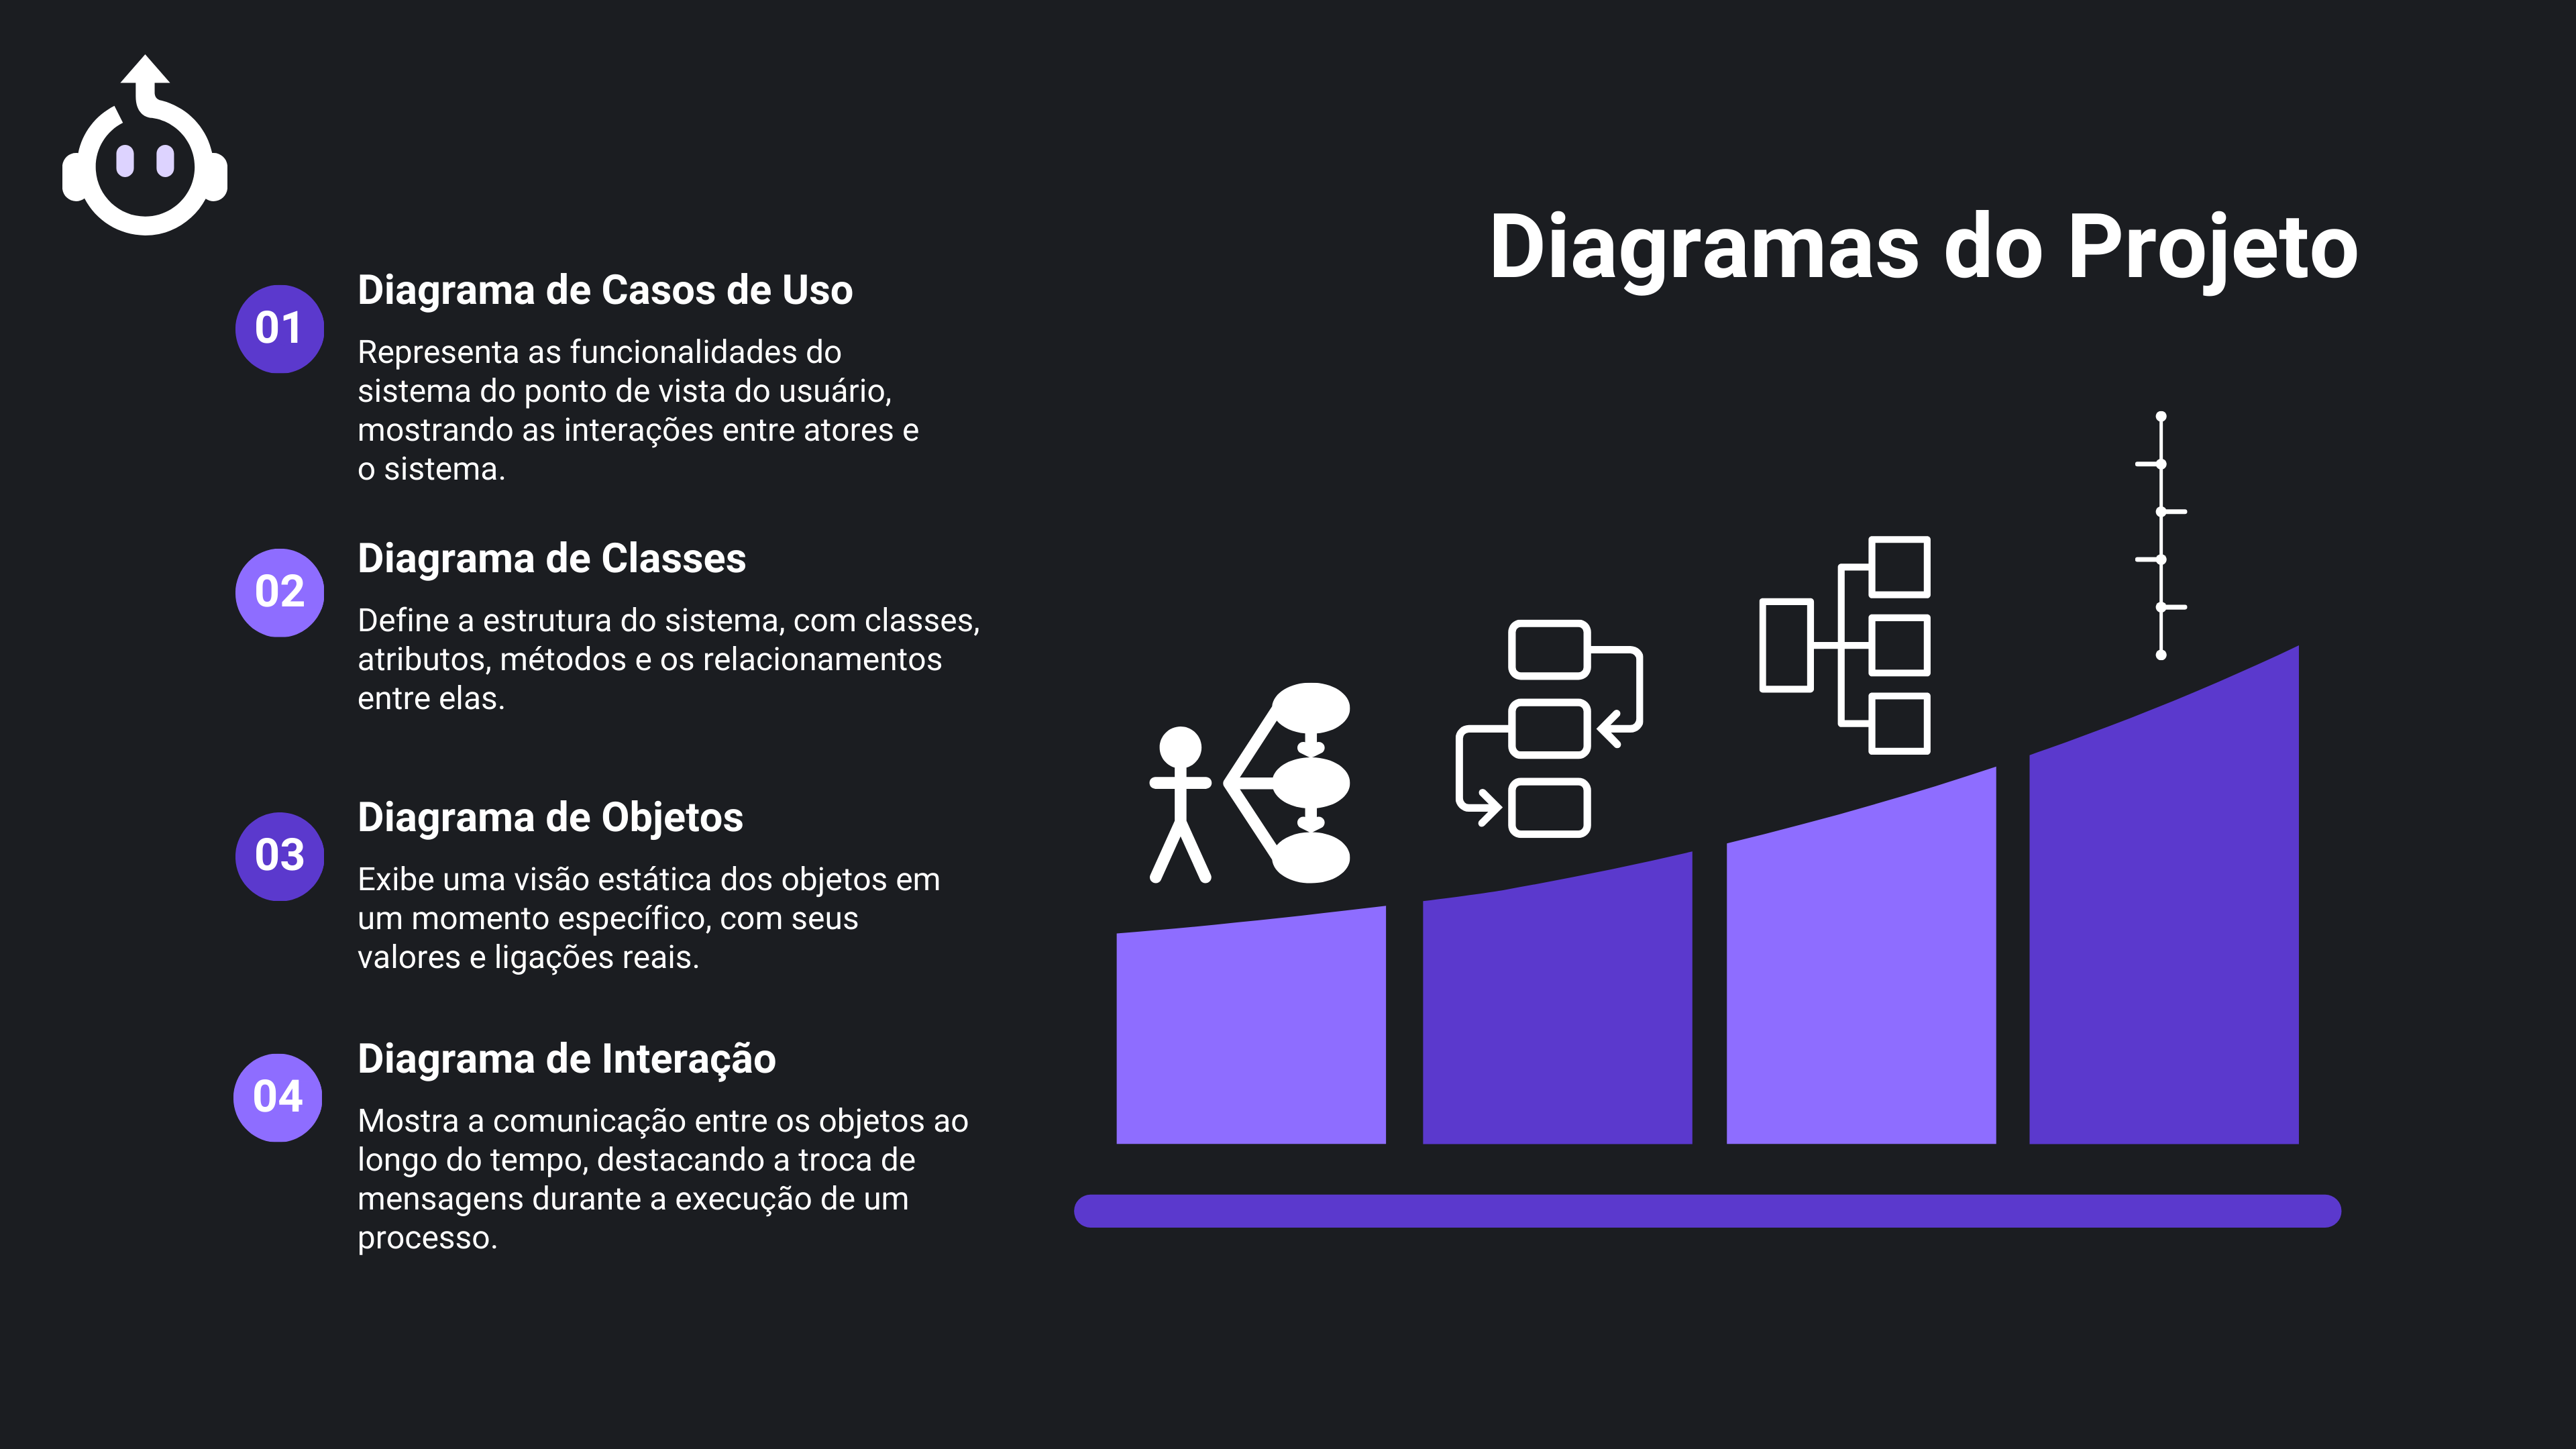 Diagramas do Projeto
01
Diagrama de Casos de Uso
Representa as funcionalidades do
sistema do ponto de vista do usuário,
mostrando as interações entre atores e
o sistema.
02
Diagrama de Classes
Define a estrutura do sistema, com classes,
atributos, métodos e os relacionamentos
entre elas.
03
Diagrama de Objetos
Exibe uma visão estática dos objetos em
um momento específico, com seus
valores e ligações reais.
04
Diagrama de Interação
Mostra a comunicação entre os objetos ao
longo do tempo, destacando a troca de
mensagens durante a execução de um
processo.